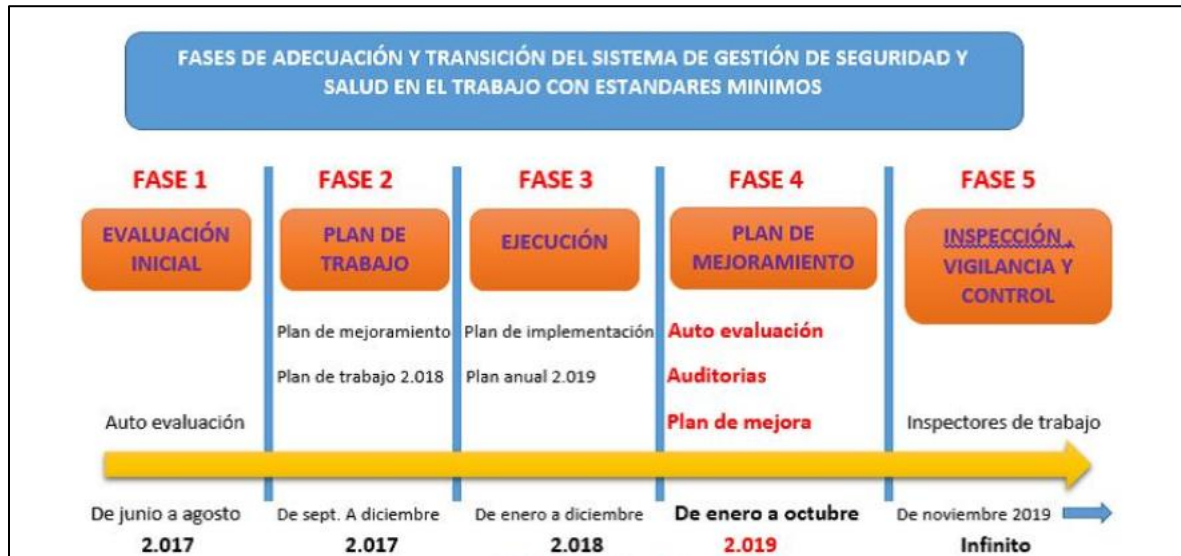 FASES DE ADECUACIÓN Y TRANSICIÓN DEL SISTEMA DE GESTIÓN DE SEGURIDAD Y
SALUD EN EL TRABAJO CON ESTANDARES MINIMOS
FASE 1
EVALUACIÓN
INICIAL
Auto evaluación
De junio a agosto
2.017
FASE 2
PLAN DE
TRABAJO
Plan de mejoramiento
Plan de trabajo 2.018
De sept. A diciembre
2.017
FASE 3
EJECUCIÓN
Plan de implementación
Plan anual 2.019
De enero a diciembre
2.018
FASE 4
PLAN DE
MEJORAMIENTO
Auto evaluación
Auditorias
Plan de mejora
De enero a octubre
2.019
FASE 5
INSPECCIÓN ,
VIGILANCIA Y
CONTROL
Inspectores de trabajo
De noviembre 2019
Infinito